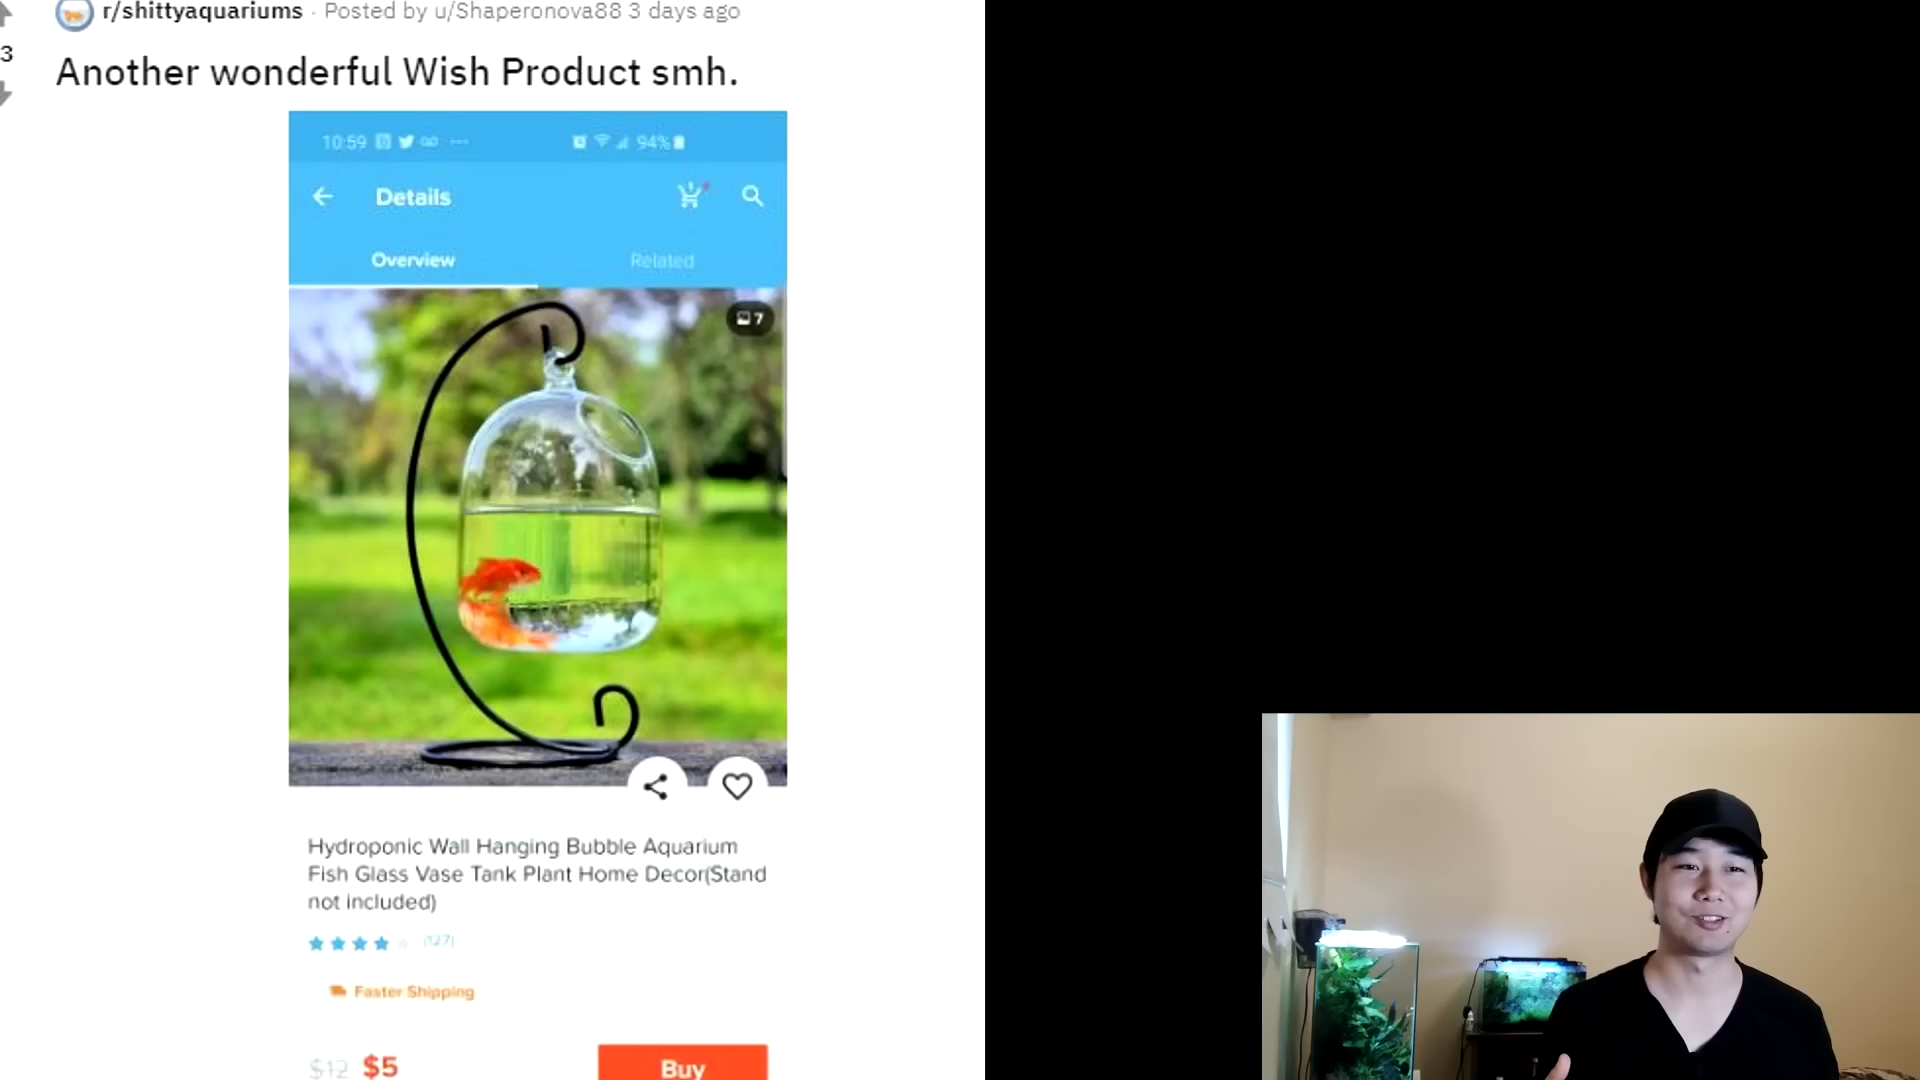 r/shittyaquariums · Posted by u/Shaperonova88 3 days ago
3
Another wonderful Wish Product smh.
10:59 94%
Details
Overview Related
7
Hydroponic Wall Hanging Bubble Aquarium
Fish Glass Vase Tank Plant Home Decor(Stand
not included)
(127)
Faster Shipping
$12 $5 Buy